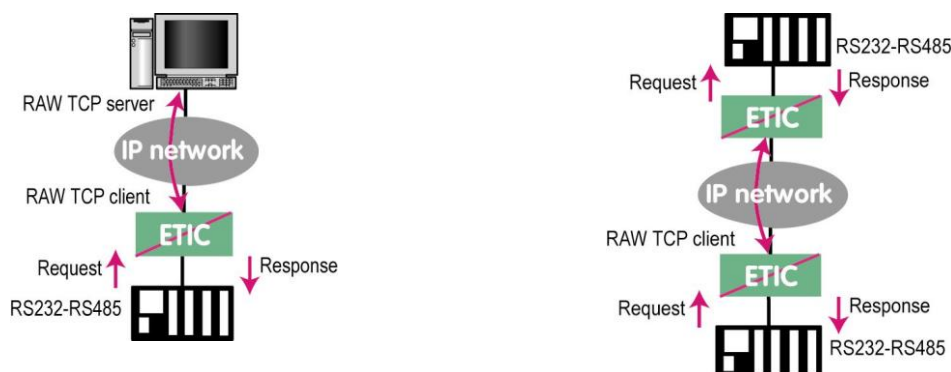 RAW TCP server
IP network
RAW TCP client
ETIC
Request
Response
RS232-RS485
RS232-RS485
Request
Response
ETIC
IP network
RAW TCP client
ETIC
Request
Response
RS232-RS485